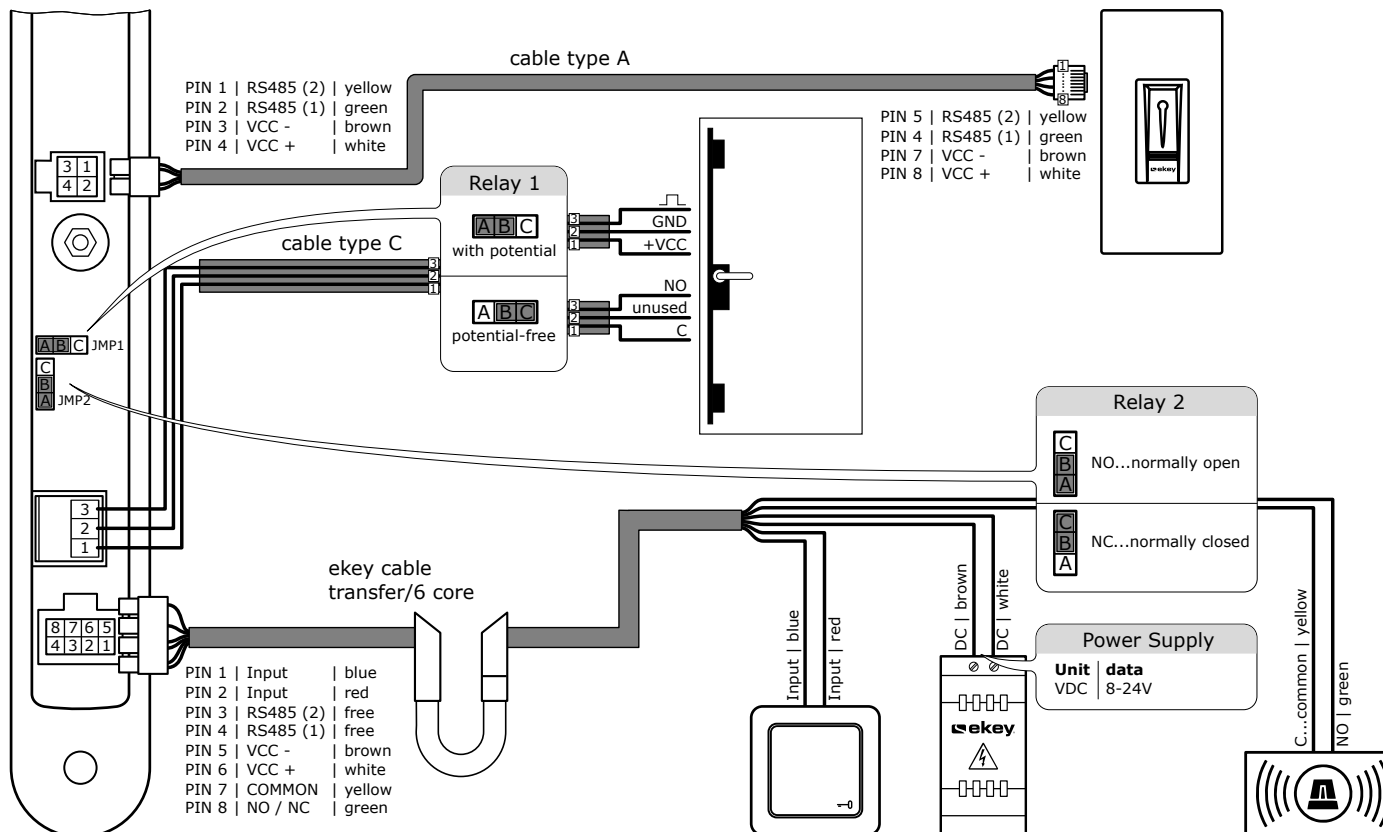 cable type A
PIN 1 | RS485 (2) | yellow
PIN 2 | RS485 (1) | green
PIN 3 | VCC - | brown
PIN 4 | VCC + | white
1
8
PIN 5 | RS485 (2) | yellow
PIN 4 | RS485 (1) | green
PIN 7 | VCC - | brown
PIN 8 | VCC + | white
ekey
3 1
4 2
Relay 1
A B C
with potential
3
2
1
GND
+VCC
cable type C
3
2
1
A B C
potential-free
3
2
1
NO
unused
C
A B C JMP1
C
B
A JMP2
Relay 2
C
B
A
NO...normally open
C
B
A
NC...normally closed
3
2
1
ekey cable
transfer/6 core
8 7 6 5
4 3 2 1
PIN 1 | Input | blue
PIN 2 | Input | red
PIN 3 | RS485 (2) | free
PIN 4 | RS485 (1) | free
PIN 5 | VCC - | brown
PIN 6 | VCC + | white
PIN 7 | COMMON | yellow
PIN 8 | NO / NC | green
Input | blue
Input | red
DC | brown
DC | white
Power Supply
Unit | data
VDC | 8-24V
ekey
C...common | yellow
NO | green